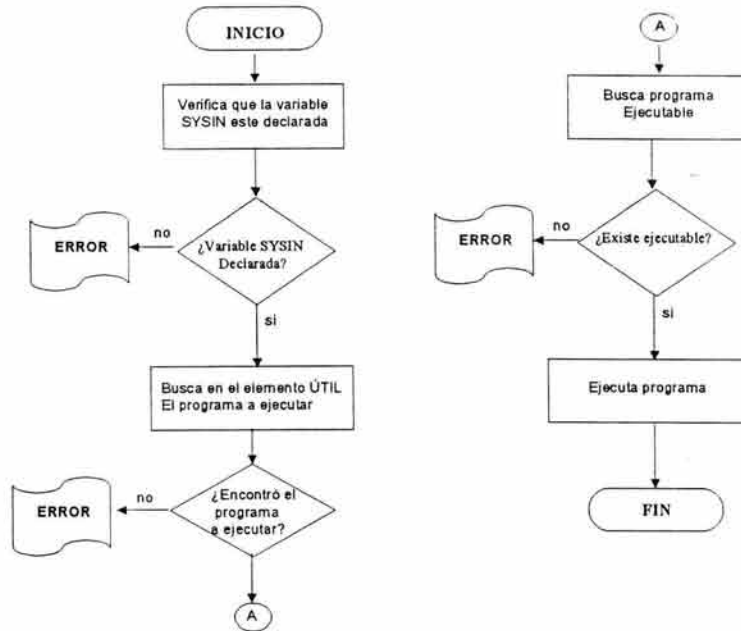 INICIO
Verifica que la variable
SYSIN este declarada
¿Variable SYSIN
Declarada?
no
ERROR
si
Busca en el elemento ÚTIL
El programa a ejecutar
¿Encontró el
programa
a ejecutar?
no
ERROR
A
A
Busca programa
Ejecutable
¿Existe ejecutable?
no
ERROR
si
Ejecuta programa
FIN